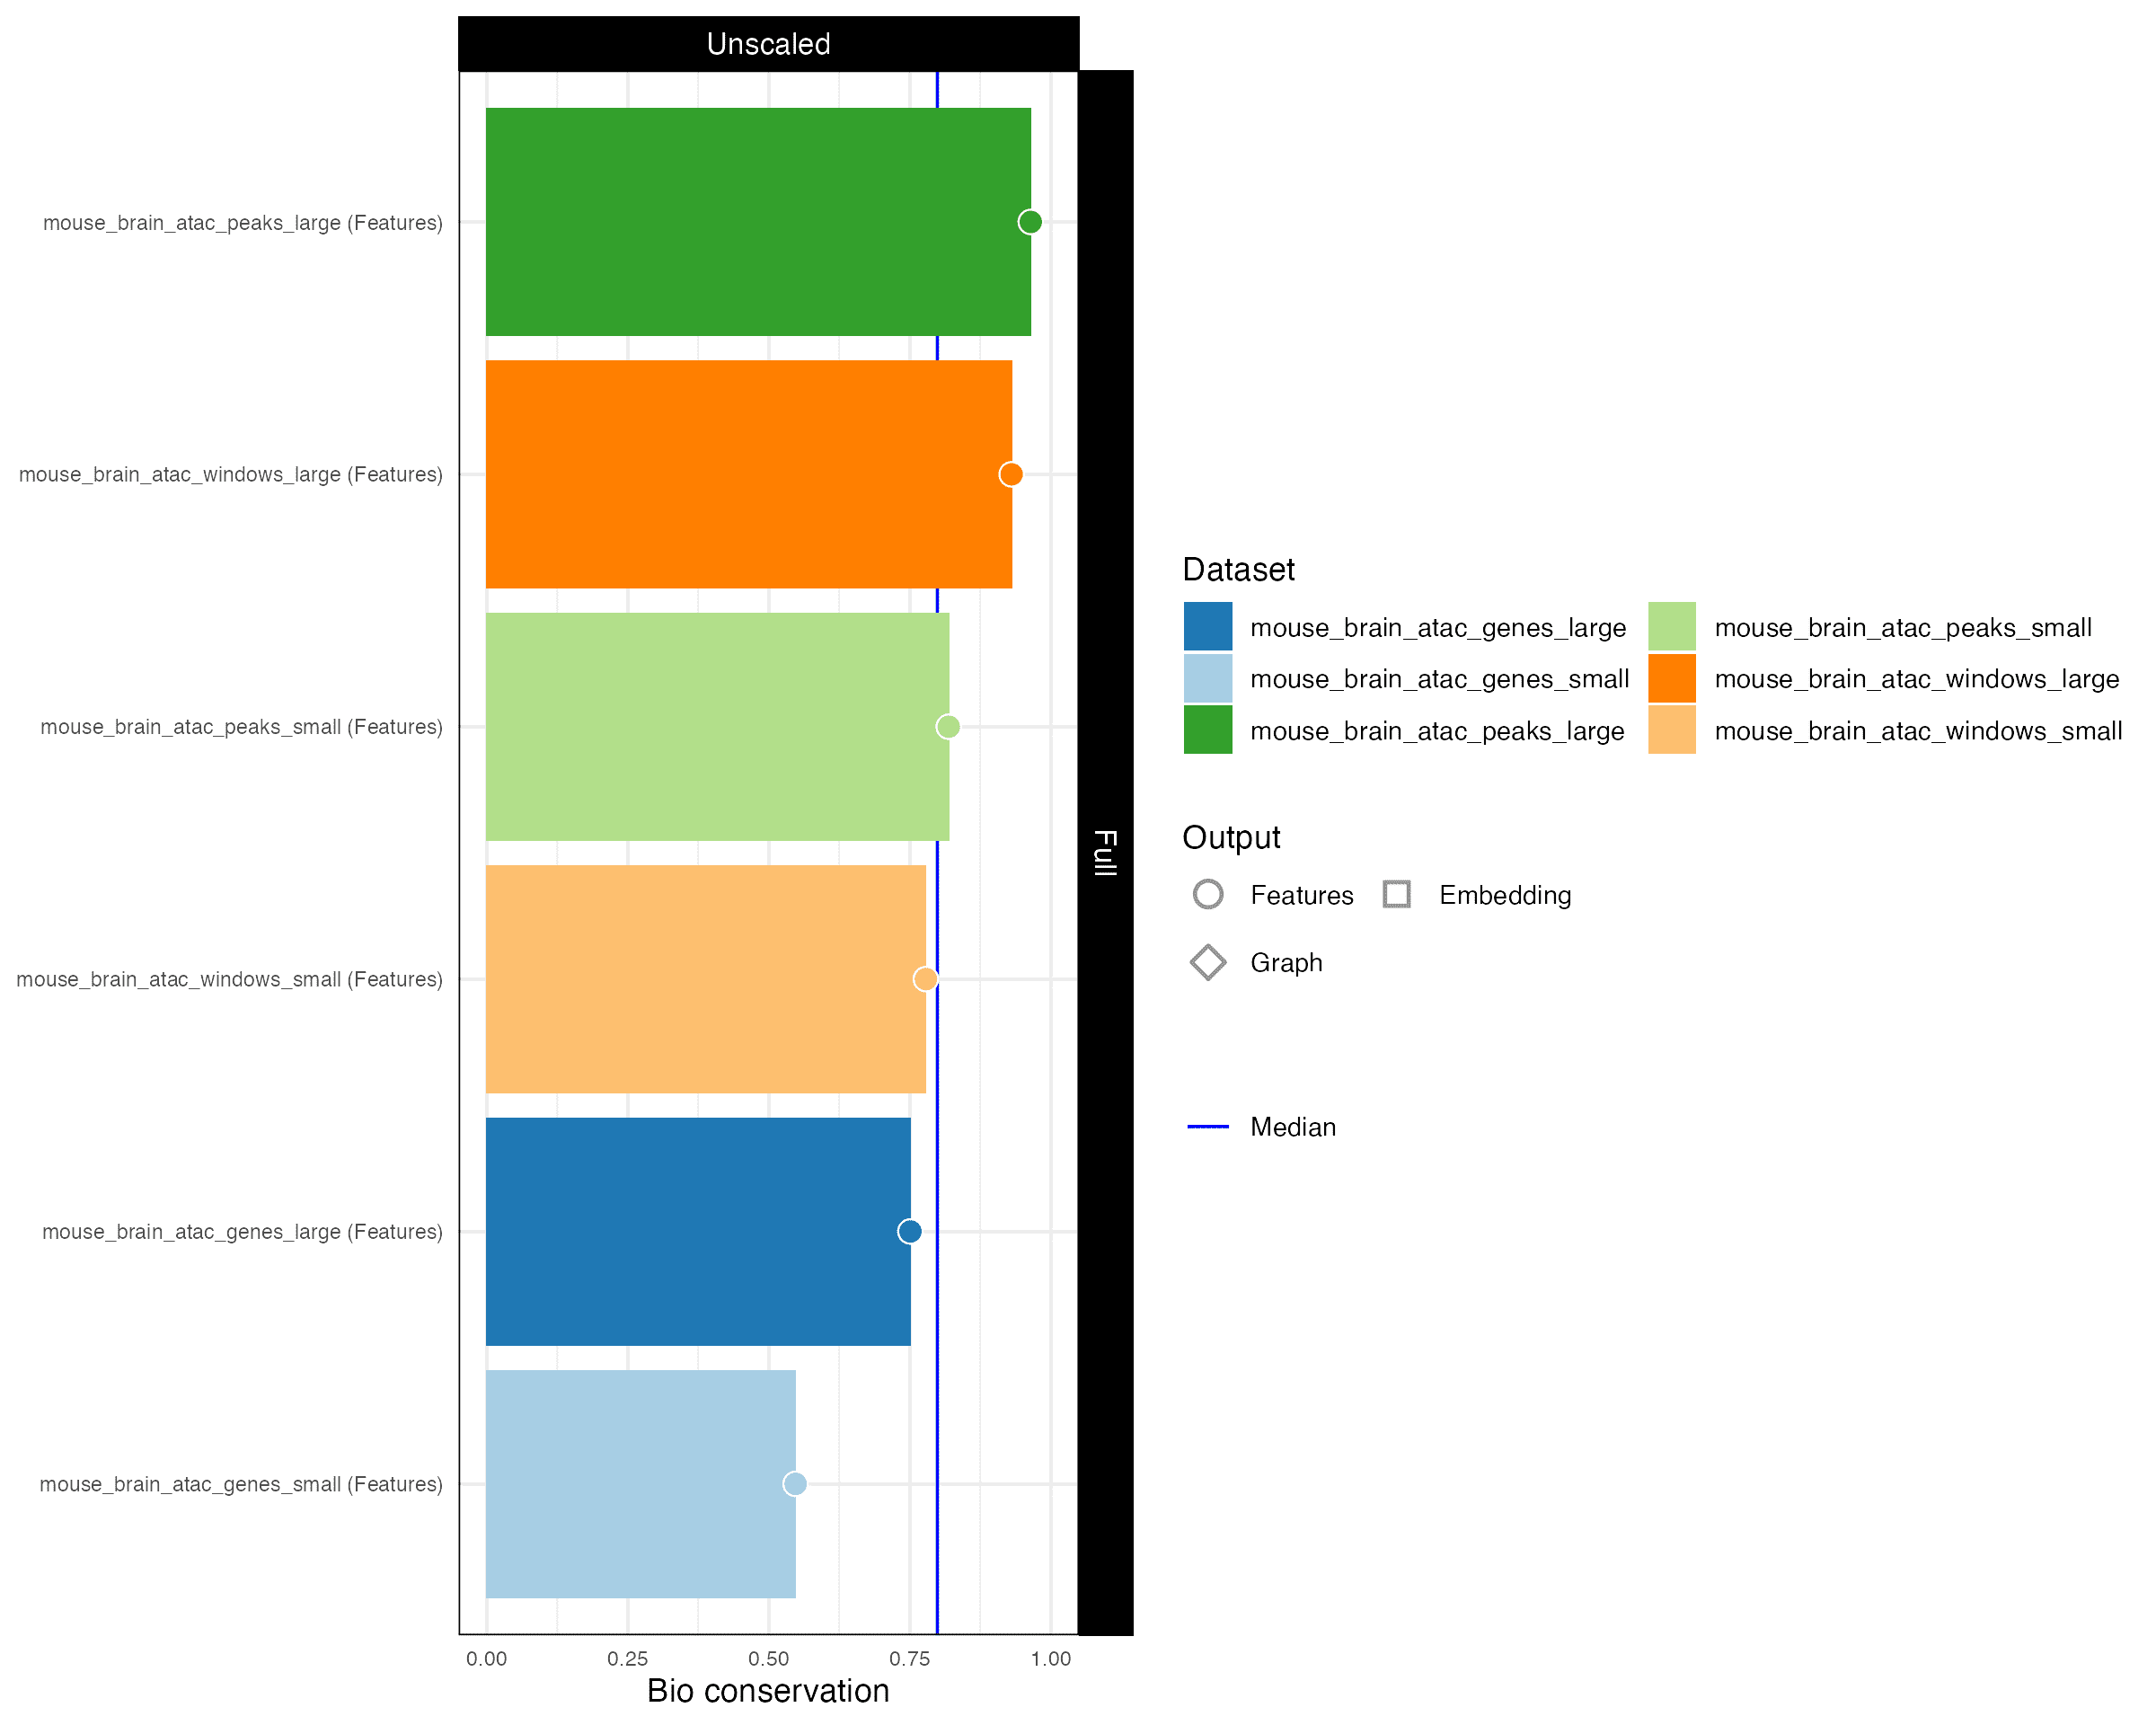 Unscaled
mouse_brain_atac_peaks_large (Features)
mouse_brain_atac_windows_large (Features)
mouse_brain_atac_peaks_small (Features)
mouse_brain_atac_windows_small (Features)
mouse_brain_atac_genes_large (Features)
mouse_brain_atac_genes_small (Features)
0.00 0.25 0.50 0.75 1.00
Bio conservation
Full
Dataset
mouse_brain_atac_genes_large mouse_brain_atac_peaks_small
mouse_brain_atac_genes_small mouse_brain_atac_windows_large
mouse_brain_atac_peaks_large mouse_brain_atac_windows_small
Output
Features Embedding
Graph
Median